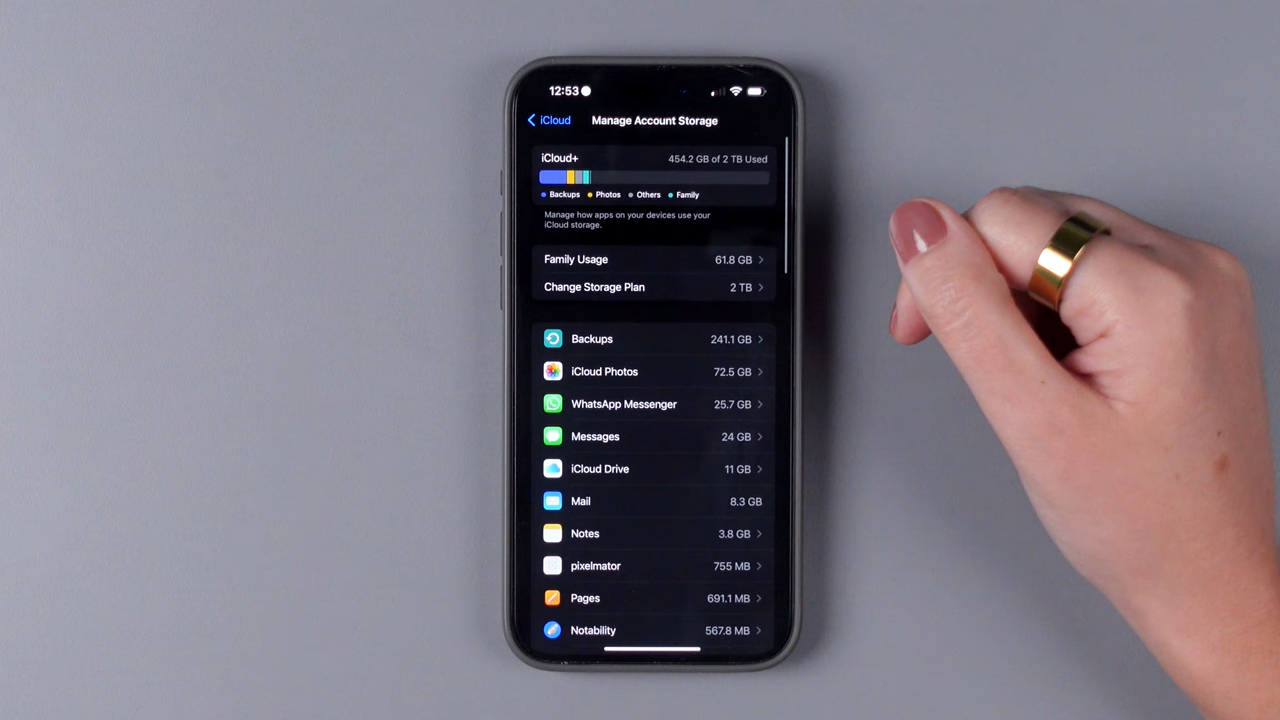 12:53
iCloud
Manage Account Storage
iCloud+
454.2 GB of 2 TB Used
Backups Photos Others Family
Manage how apps on your devices use your
iCloud storage.
Family Usage 61.8 GB
Change Storage Plan 2 TB
Backups 241.1 GB
iCloud Photos 72.5 GB
WhatsApp Messenger 25.7 GB
Messages 24 GB
iCloud Drive 11 GB
Mail 8.3 GB
Notes 3.8 GB
pixelmator 755 MB
Pages 691.1 MB
Notability 567.8 MB